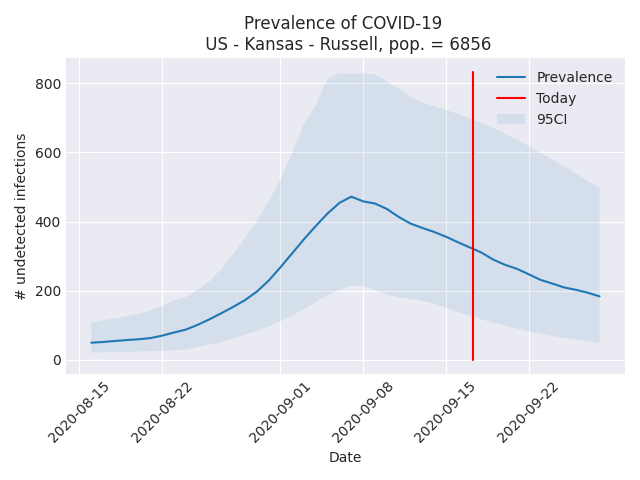 Prevalence of COVID-19
US - Kansas - Russell, pop. = 6856
800
600
400
200
0
# undetected infections
Prevalence
Today
95CI
2020-08-15
2020-08-22
2020-09-01
2020-09-08
2020-09-15
2020-09-22
Date